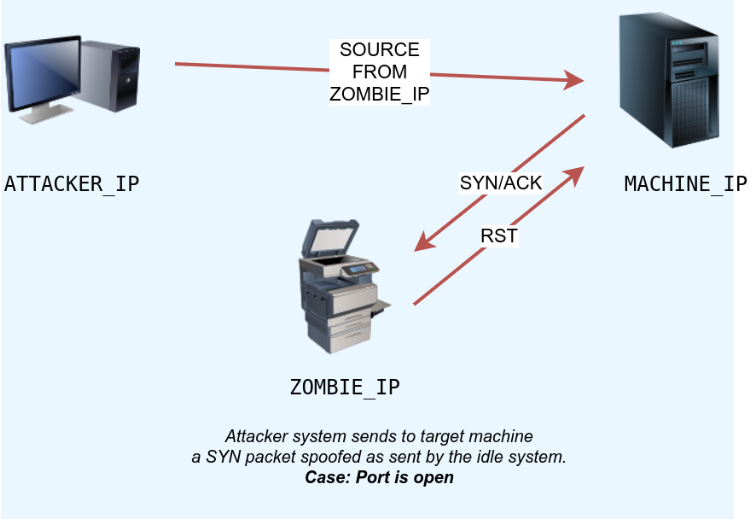 SOURCE
FROM
ZOMBIE_IP
ATTACKER_IP
SYN/ACK
MACHINE_IP
RST
ZOMBIE_IP
Attacker system sends to target machine
a SYN packet spoofed as sent by the idle system.
Case: Port is open